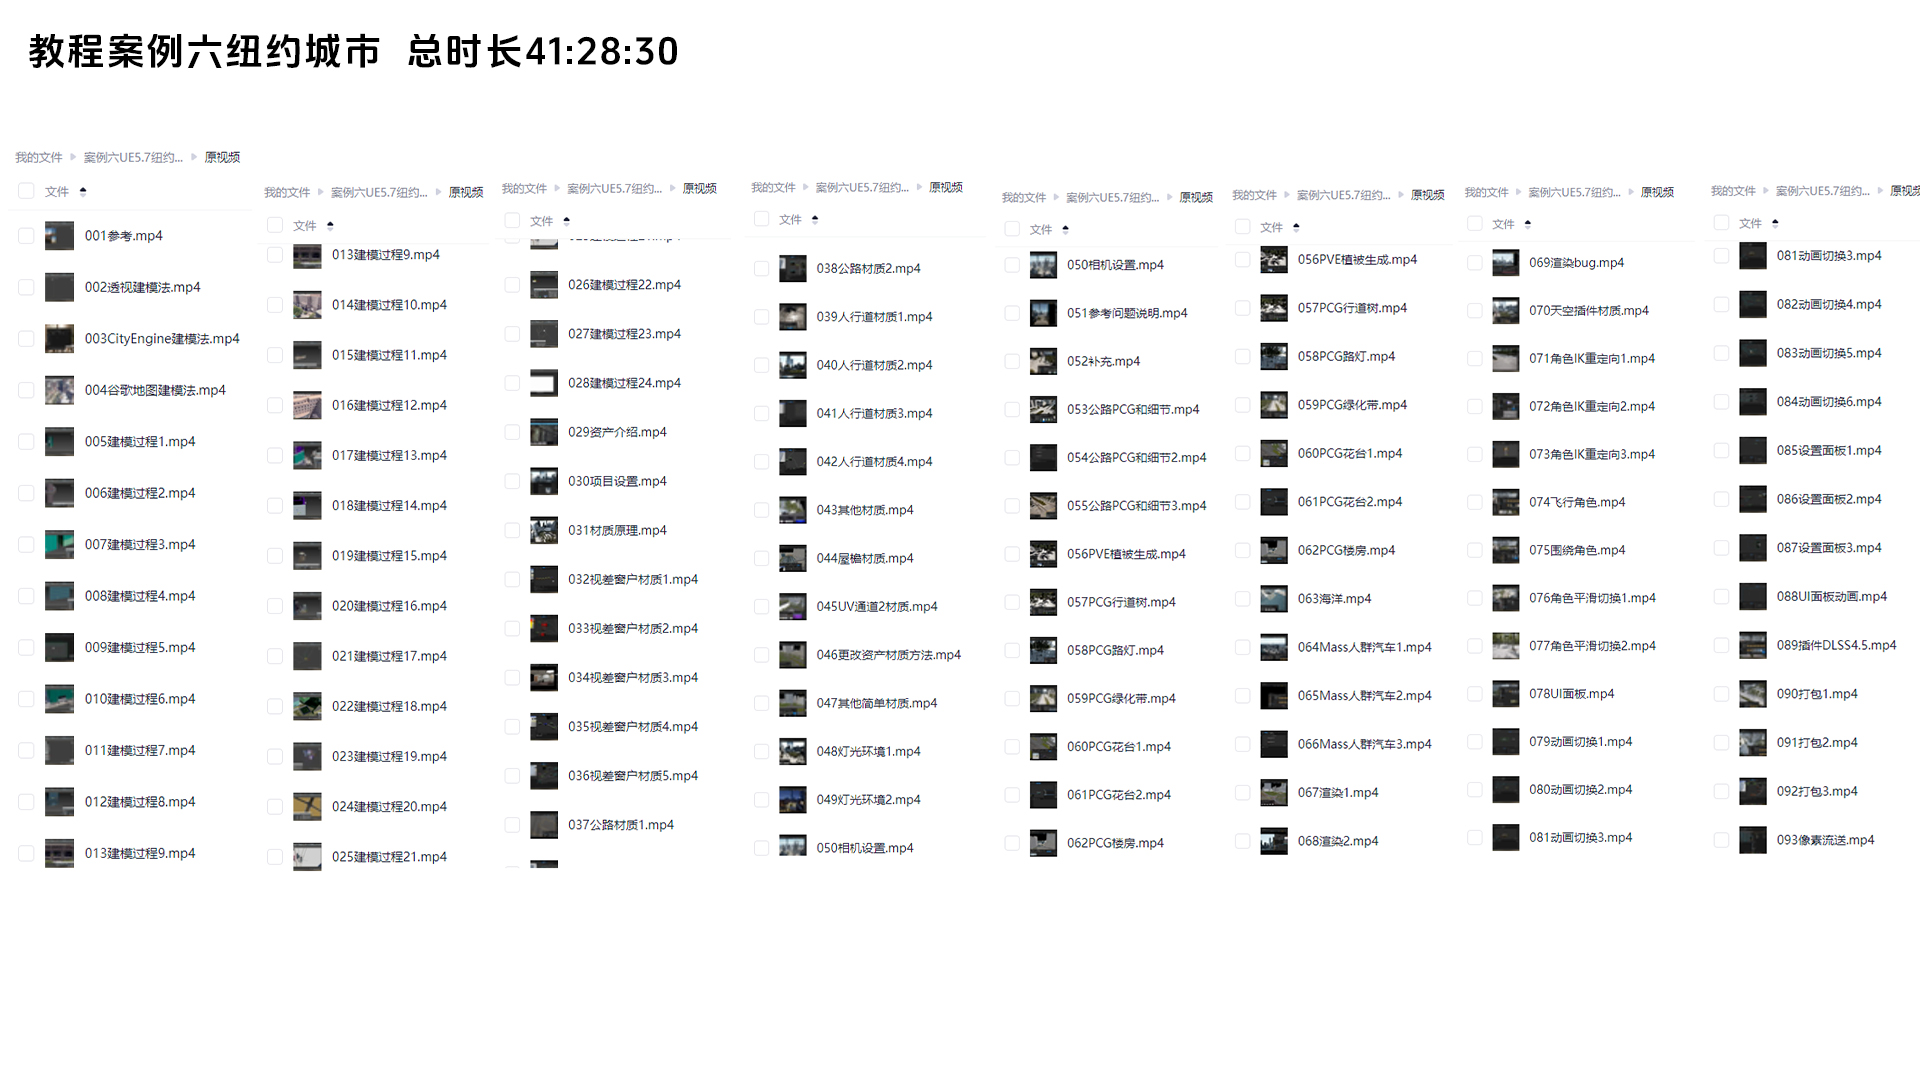 教程案例六纽约城市 总时长41:28:30
我的文件 案例六UE5.7纽约... 原视频
文件
001参考.mp4
002透视建模法.mp4
003CityEngine建模法.mp4
004谷歌地图建模法.mp4
005建模过程1.mp4
006建模过程2.mp4
007建模过程3.mp4
008建模过程4.mp4
009建模过程5.mp4
010建模过程6.mp4
011建模过程7.mp4
012建模过程8.mp4
013建模过程9.mp4
我的文件 案例六UE5.7纽约... 原视频
文件
013建模过程9.mp4
014建模过程10.mp4
015建模过程11.mp4
016建模过程12.mp4
017建模过程13.mp4
018建模过程14.mp4
019建模过程15.mp4
020建模过程16.mp4
021建模过程17.mp4
022建模过程18.mp4
023建模过程19.mp4
024建模过程20.mp4
025建模过程21.mp4
我的文件 案例六UE5.7纽约... 原视频
文件
026建模过程22.mp4
027建模过程23.mp4
028建模过程24.mp4
029资产介绍.mp4
030项目设置.mp4
031材质原理.mp4
032视差窗户材质1.mp4
033视差窗户材质2.mp4
034视差窗户材质3.mp4
035视差窗户材质4.mp4
036视差窗户材质5.mp4
037公路材质1.mp4
我的文件 案例六UE5.7纽约... 原视频
文件
038公路材质2.mp4
039人行道材质1.mp4
040人行道材质2.mp4
041人行道材质3.mp4
042人行道材质4.mp4
043其他材质.mp4
044屋檐材质.mp4
045UV通道2材质.mp4
046更改资产材质方法.mp4
047其他简单材质.mp4
048灯光环境1.mp4
049灯光环境2.mp4
050相机设置.mp4
我的文件 案例六UE5.7纽约... 原视频
文件
050相机设置.mp4
051参考问题说明.mp4
052补充.mp4
053公路PCG和细节.mp4
054公路PCG和细节2.mp4
055公路PCG和细节3.mp4
056PVE植被生成.mp4
057PCG行道树.mp4
058PCG路灯.mp4
059PCG绿化带.mp4
060PCG花台1.mp4
061PCG花台2.mp4
062PCG楼房.mp4
我的文件 案例六UE5.7纽约... 原视频
文件
056PVE植被生成.mp4
057PCG行道树.mp4
058PCG路灯.mp4
059PCG绿化带.mp4
060PCG花台1.mp4
061PCG花台2.mp4
062PCG楼房.mp4
063海洋.mp4
064Mass人群汽车1.mp4
065Mass人群汽车2.mp4
066Mass人群汽车3.mp4
067渲染1.mp4
068渲染2.mp4
我的文件 案例六UE5.7纽约... 原视频
文件
069渲染bug.mp4
070天空插件材质.mp4
071角色IK重定向1.mp4
072角色IK重定向2.mp4
073角色IK重定向3.mp4
074飞行角色.mp4
075围绕角色.mp4
076角色平滑切换1.mp4
077角色平滑切换2.mp4
078UI面板.mp4
079动画切换1.mp4
080动画切换2.mp4
081动画切换3.mp4
我的文件 案例六UE5.7纽约... 原视频
文件
081动画切换3.mp4
082动画切换4.mp4
083动画切换5.mp4
084动画切换6.mp4
085设置面板1.mp4
086设置面板2.mp4
087设置面板3.mp4
088UI面板动画.mp4
089插件DLSS4.5.mp4
090打包1.mp4
091打包2.mp4
092打包3.mp4
093像素流送.mp4